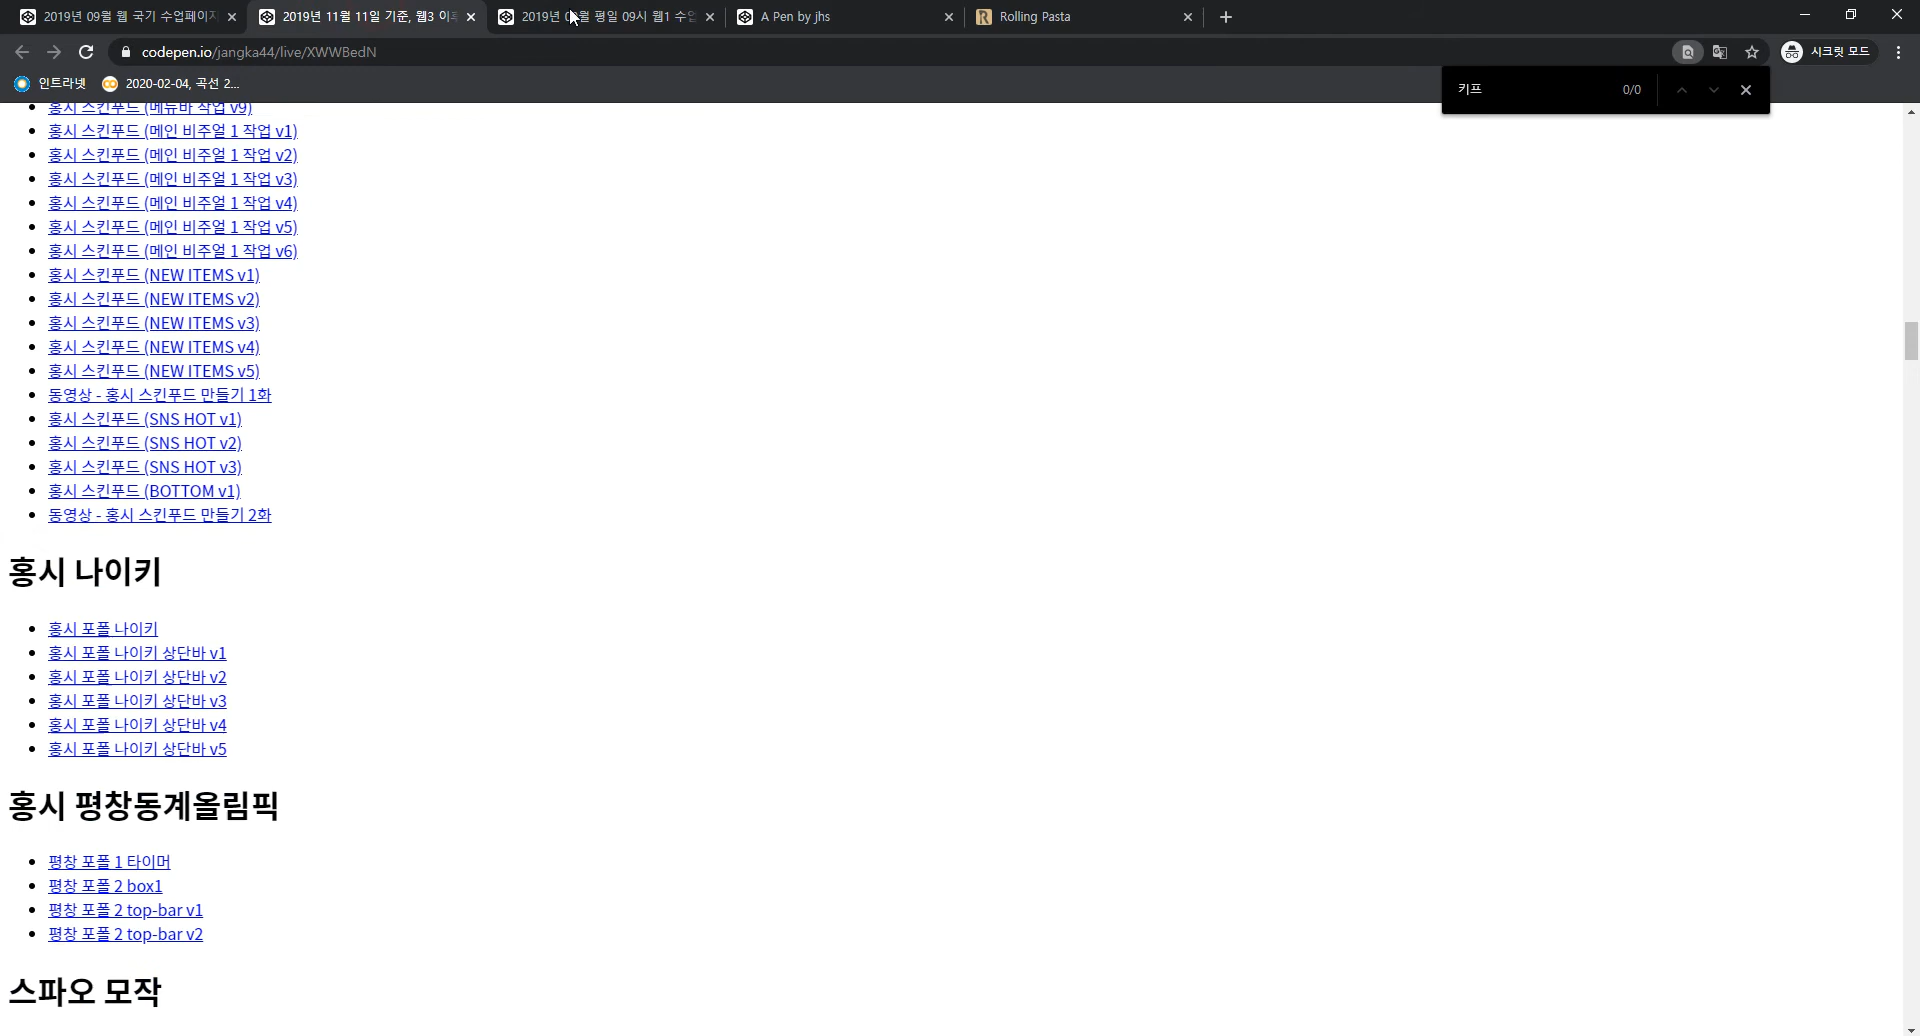 2019년 09월 웹 국기 수업페이지
2019년 11월 11일 기준, 웹3 이
2019년 0 월 평일 09시 웹1 수업
A Pen by jhs
Rolling Pasta
codepen.io/jangka44/live/XWWBedN
시크릿 모드
인트라넷
2020-02-04, 곡선 2...
키프
0/0
홍시 스킨푸드 (메뉴바 작업 v9)
홍시 스킨푸드 (메인 비주얼 1 작업 v1)
홍시 스킨푸드 (메인 비주얼 1 작업 v2)
홍시 스킨푸드 (메인 비주얼 1 작업 v3)
홍시 스킨푸드 (메인 비주얼 1 작업 v4)
홍시 스킨푸드 (메인 비주얼 1 작업 v5)
홍시 스킨푸드 (메인 비주얼 1 작업 v6)
홍시 스킨푸드 (NEW ITEMS v1)
홍시 스킨푸드 (NEW ITEMS v2)
홍시 스킨푸드 (NEW ITEMS v3)
홍시 스킨푸드 (NEW ITEMS v4)
홍시 스킨푸드 (NEW ITEMS v5)
동영상 - 홍시 스킨푸드 만들기 1화
홍시 스킨푸드 (SNS HOT v1)
홍시 스킨푸드 (SNS HOT v2)
홍시 스킨푸드 (SNS HOT v3)
홍시 스킨푸드 (BOTTOM v1)
동영상 - 홍시 스킨푸드 만들기 2화
홍시 나이키
홍시 포폴 나이키
홍시 포폴 나이키 상단바 v1
홍시 포폴 나이키 상단바 v2
홍시 포폴 나이키 상단바 v3
홍시 포폴 나이키 상단바 v4
홍시 포폴 나이키 상단바 v5
홍시 평창동계올림픽
평창 포폴 1 타이머
평창 포폴 2 box1
평창 포폴 2 top-bar v1
평창 포폴 2 top-bar v2
스파오 모작